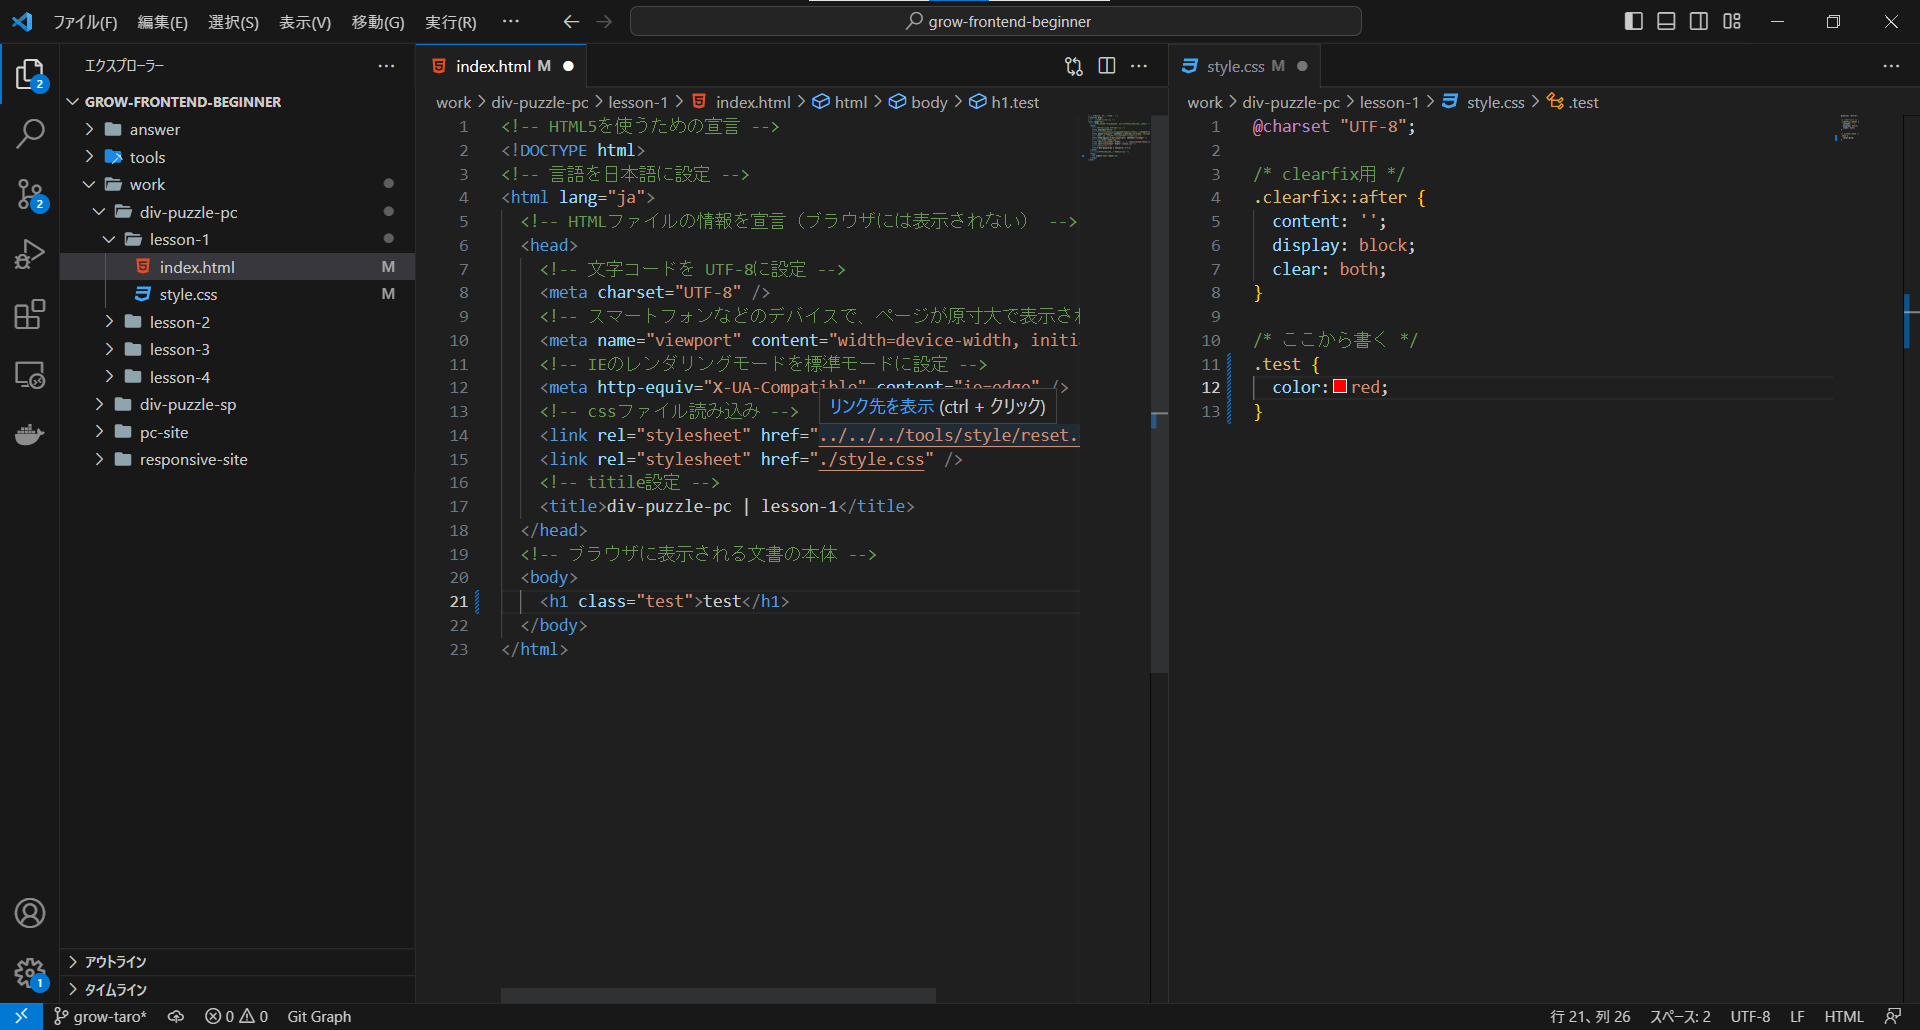 ファイル(F) 編集(E) 選択(S) 表示(V) 移動(G) 実行(R) ··· grow-frontend-beginner
エクスプローラー ···
GROW-FRONTEND-BEGINNER
answer
tools
work
div-puzzle-pc
lesson-1
index.html M
style.css M
lesson-2
lesson-3
lesson-4
div-puzzle-sp
pc-site
responsive-site
アウトライン
タイムライン
2
2
1
index.html M
work > div-puzzle-pc > lesson-1 > index.html > html > body > h1.test
1 <!-- HTML5を使うための宣言 -->
2 <!DOCTYPE html>
3 <!-- 言語を日本語に設定 -->
4 <html lang="ja">
5 <!-- HTMLファイルの情報を宣言（ブラウザには表示されない） -->
6 <head>
7 <!-- 文字コードを UTF-8に設定 -->
8 <meta charset="UTF-8" />
9 <!-- スマートフォンなどのデバイスで、ページが原寸大で表示され
10 <meta name="viewport" content="width=device-width, initia
11 <!-- IEのレンダリングモードを標準モードに設定 -->
12 <meta http-equiv="X-UA-Compatible" content="ie=edge" />
13 <!-- cssファイル読み込み -->
リンク先を表示 (ctrl + クリック)
14 <link rel="stylesheet" href="../../../tools/style/reset.
15 <link rel="stylesheet" href="./style.css" />
16 <!-- titile設定 -->
17 <title>div-puzzle-pc | lesson-1</title>
18 </head>
19 <!-- ブラウザに表示される文書の本体 -->
20 <body>
21 <h1 class="test">test</h1>
22 </body>
23 </html>
style.css M
work > div-puzzle-pc > lesson-1 > style.css > .test
1 @charset "UTF-8";
2
3 /* clearfix用 */
4 .clearfix::after {
5 content: '';
6 display: block;
7 clear: both;
8 }
9
10 /* ここから書く */
11 .test {
12 color: red;
13 }
grow-taro* 0 0 Git Graph 行 21、列 26 スペース: 2 UTF-8 LF HTML